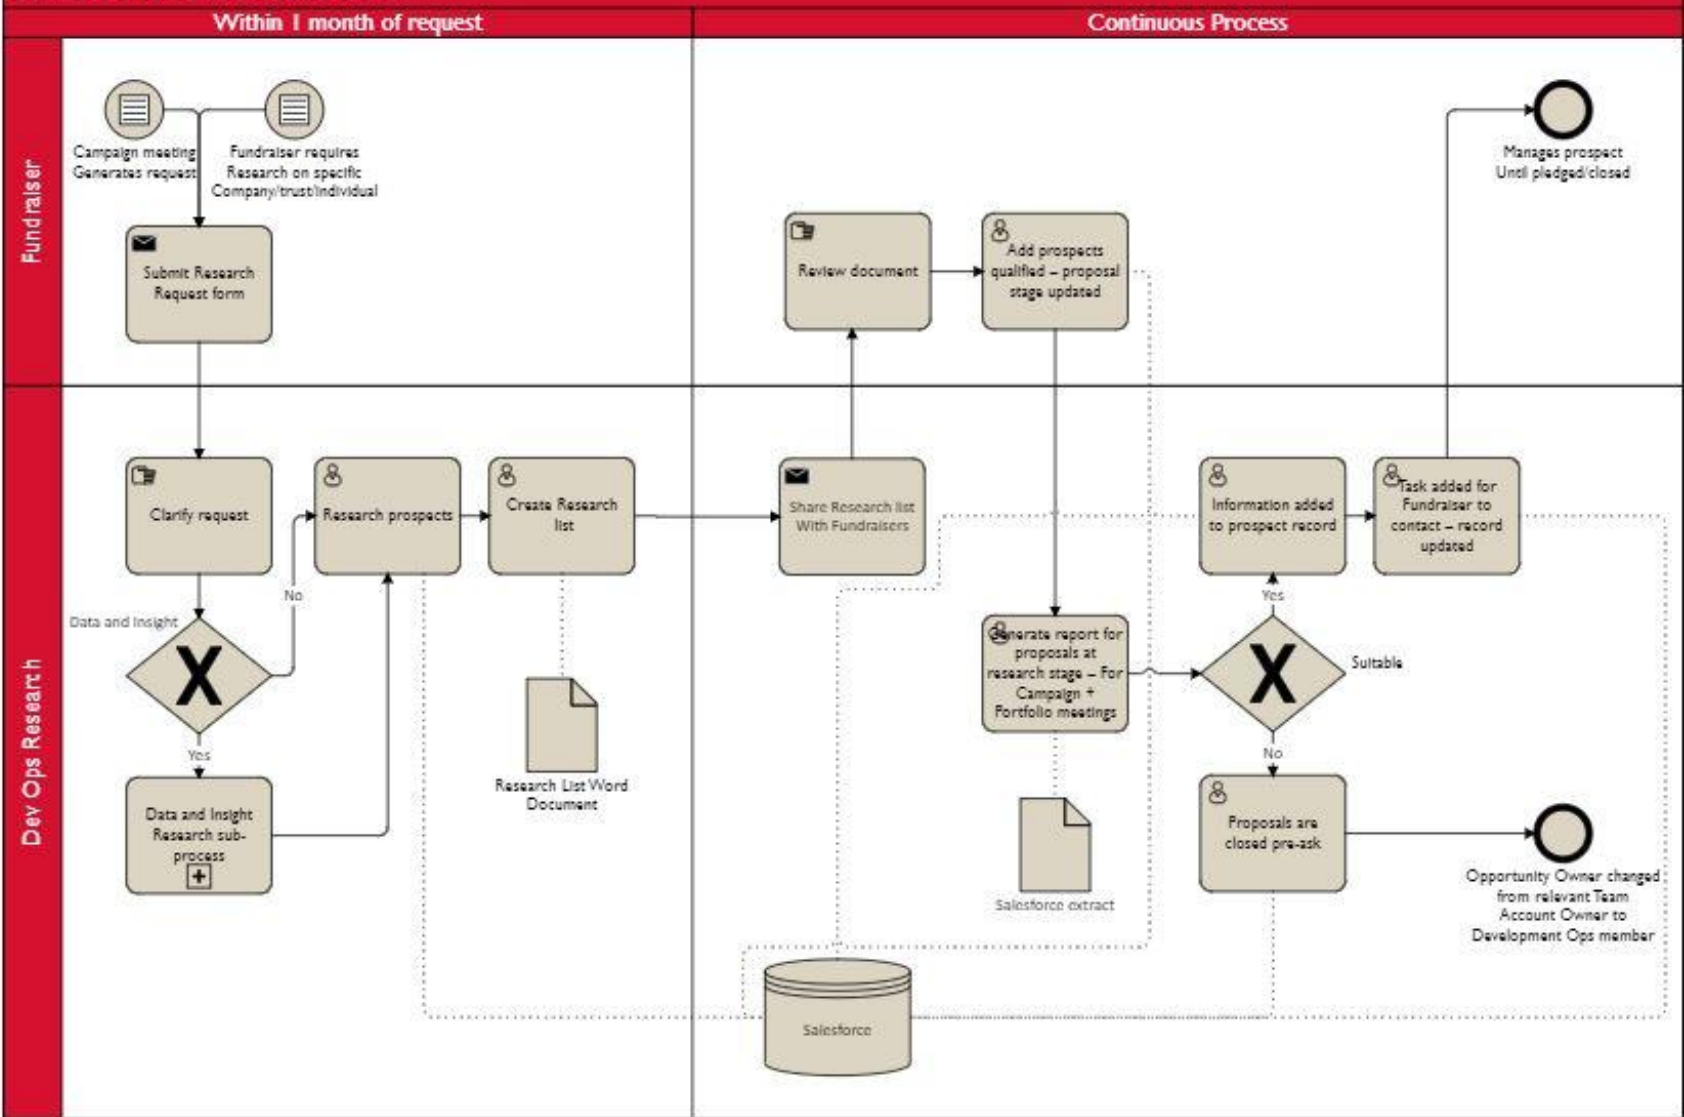 Within 1 month of request
Continuous Process
Fundraiser
Campaign meeting
Generates request
Fundraiser requires
Research on specific
Company/trust/individual
Submit Research
Request form
Review document
Add prospects
qualified – proposal
stage updated
Manages prospect
Until pledged/closed
Dev Ops Research
Clarify request
Research prospects
Create Research
list
Share Research list
With Fundraisers
Information added
to prospect record
Task added for
Fundraiser to
contact – record
updated
No
Data and Insight
X
Yes
Data and Insight
Research sub-
process
Research List Word
Document
Generate report for
proposals at
research stage – For
Campaign +
Portfolio meetings
Salesforce extract
Yes
X
Suitable
No
Proposals are
closed pre-ask
Opportunity Owner changed
from relevant Team
Account Owner to
Development Ops member
Salesforce